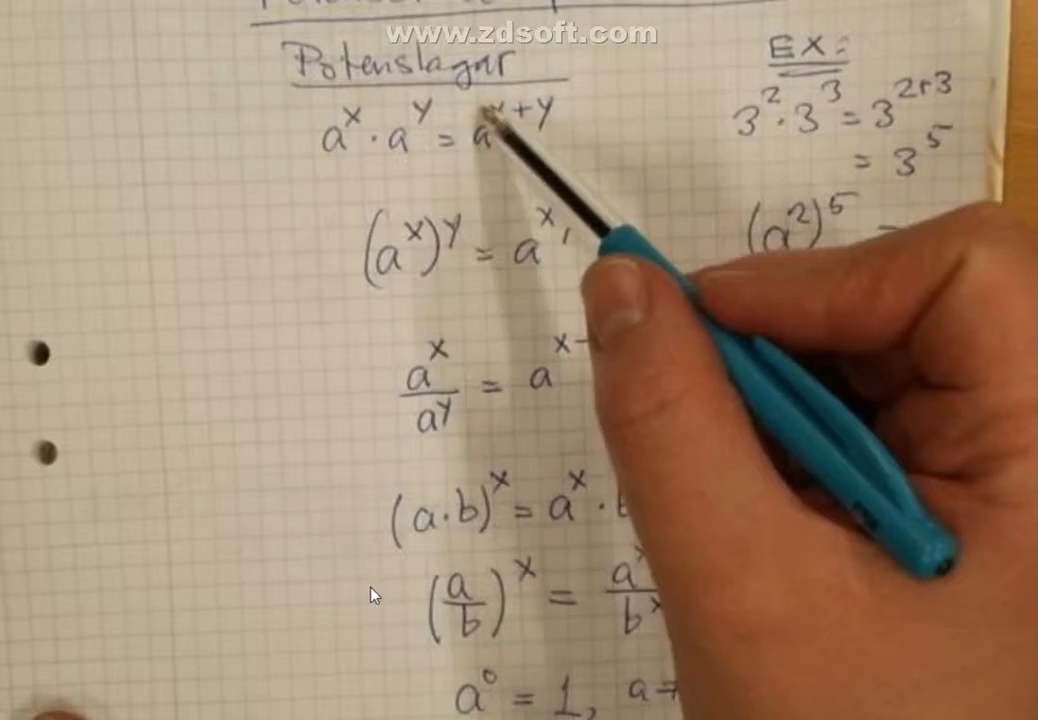 www.zdsoft.com
Potenslagar
a^x · a^y = a^{x+y}
(a^x)^y = a^{x·
a^x / a^y = a^{x-
(a·b)^x = a^x ·
(a/b)^x = a^x / b^x
a^0 = 1, a
EX:
3^2 · 3^3 = 3^{2+3}
= 3^5
(a^2)^5 =